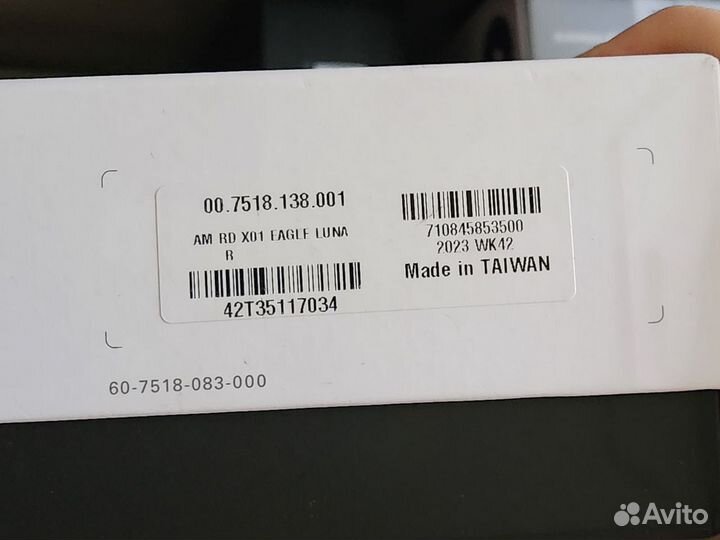 00.7518.138.001
AM RD X01 EAGLE LUNA
R
42T35117034
710845853500
2023 WK42
Made in TAIWAN
60-7518-083-000
Avito